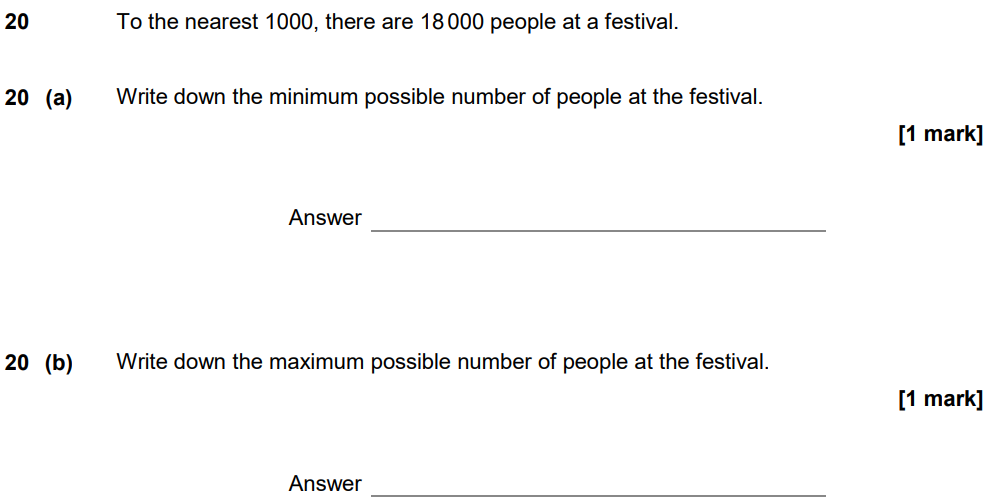 20 To the nearest 1000, there are 18 000 people at a festival.
20 (a) Write down the minimum possible number of people at the festival.
[1 mark]
Answer
20 (b) Write down the maximum possible number of people at the festival.
[1 mark]
Answer